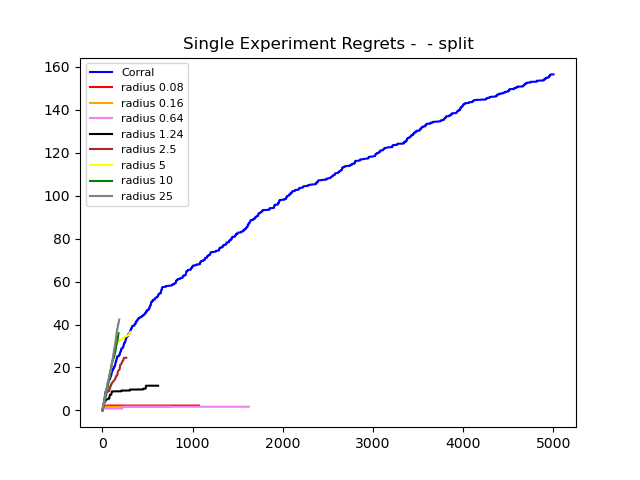 Single Experiment Regrets -  - split
160
140
120
100
80
60
40
20
0
Corral
radius 0.08
radius 0.16
radius 0.64
radius 1.24
radius 2.5
radius 5
radius 10
radius 25
0 1000 2000 3000 4000 5000